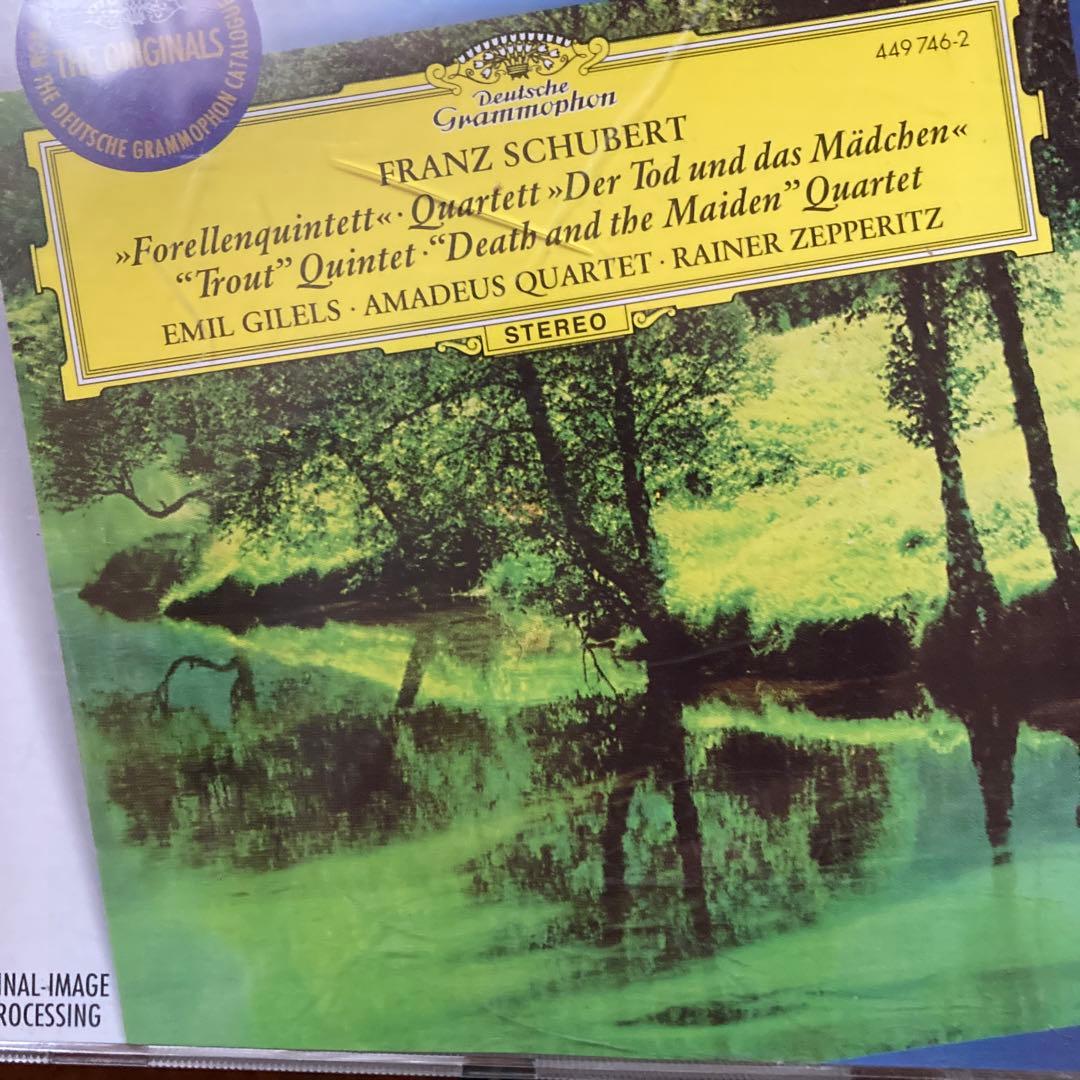 THE ORIGINALS
THE DEUTSCHE GRAMMOPHON CATALOGUE
449 746-2
Deutsche
Grammophon
FRANZ SCHUBERT
»Forellenquintett«·Quartett »Der Tod und das Mädchen«
“Trout” Quintet·“Death and the Maiden” Quartet
EMIL GILELS · AMADEUS QUARTET · RAINER ZEPPERITZ
STEREO
INAL-IMAGE
ROCESSING